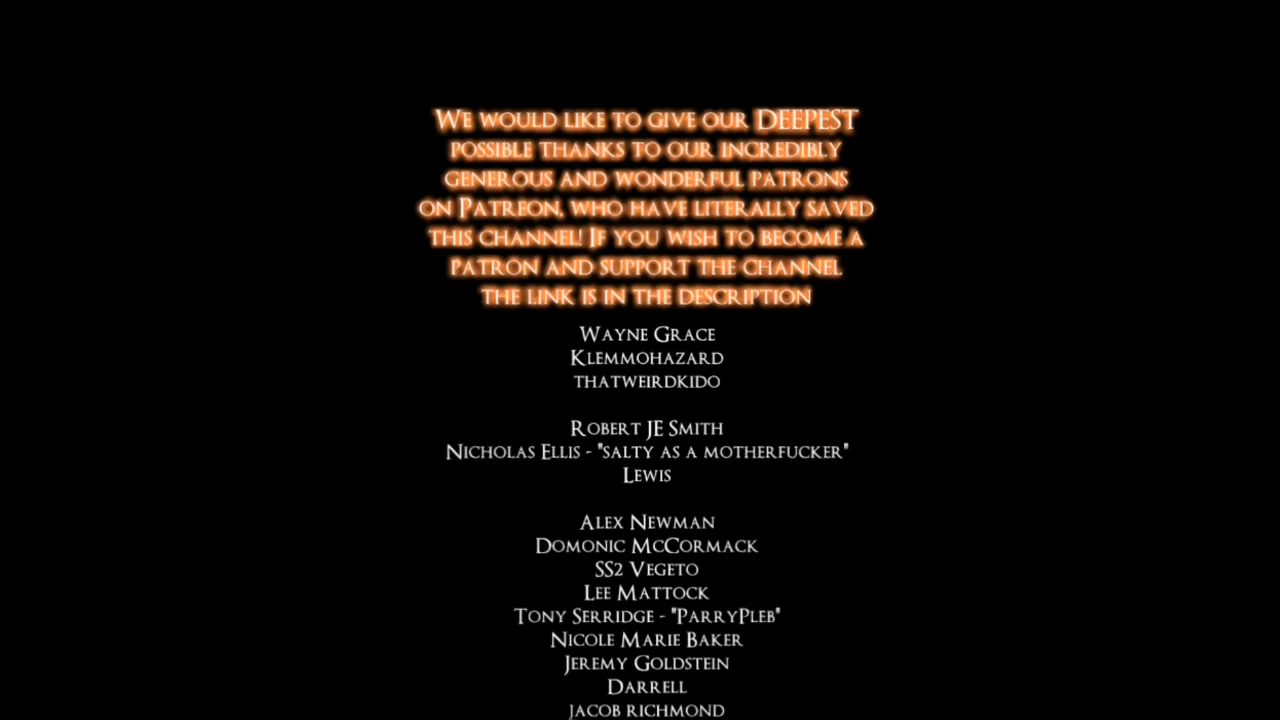 We would like to give our DEEPEST
possible thanks to our incredibly
generous and wonderful patrons
on Patreon, who have literally saved
this channel! If you wish to become a
patron and support the channel
the link is in the description
Wayne Grace
Klemmohazard
thatweirdkido
Robert JE Smith
Nicholas Ellis - "salty as a motherfucker"
Lewis
Alex Newman
Domonic McCormack
SS2 Vegeto
Lee Mattock
Tony Serridge - "ParryPleb"
Nicole Marie Baker
Jeremy Goldstein
Darrell
jacob richmond